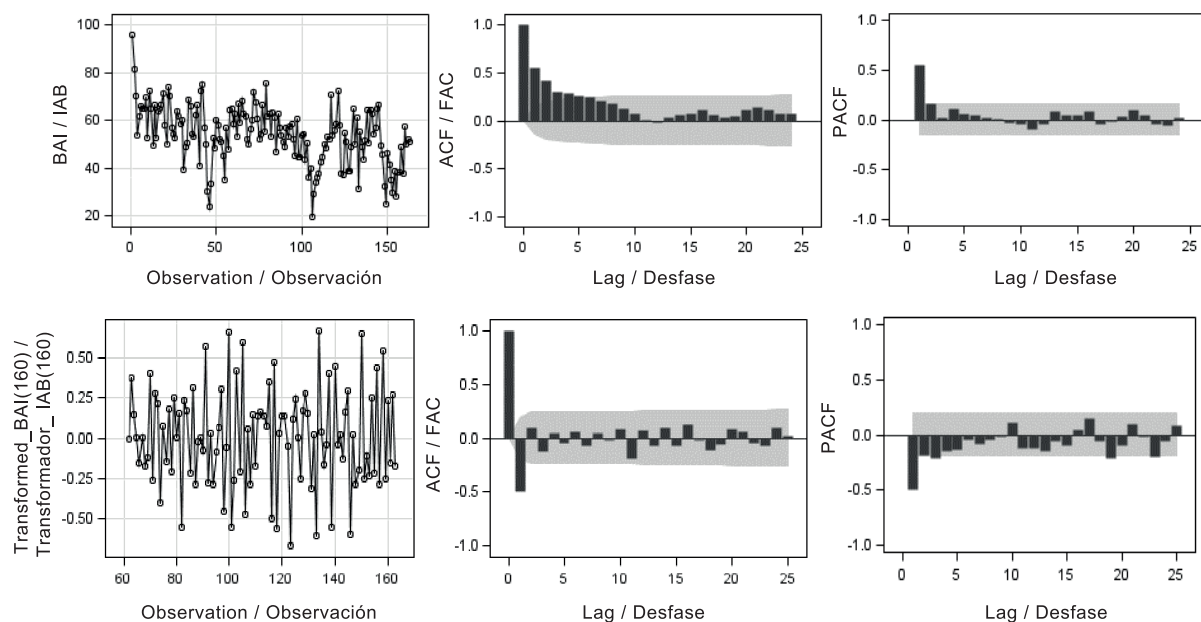 100
80
60
40
20
BAI / IAB
0 50 100 150
Observation / Observación
1.0
0.5
0.0
-0.5
-1.0
ACF / FAC
0 5 10 15 20 25
Lag / Desfase
1.0
0.5
0.0
-0.5
-1.0
PACF
0 5 10 15 20 25
Lag / Desfase
0.50
0.25
0.00
-0.25
-0.50
Transformed_BAI(160) /
Transformador_ IAB(160)
60 80 100 120 140 160
Observation / Observación
1.0
0.5
0.0
-0.5
-1.0
ACF / FAC
0 5 10 15 20 25
Lag / Desfase
1.0
0.5
0.0
-0.5
-1.0
PACF
0 5 10 15 20 25
Lag / Desfase